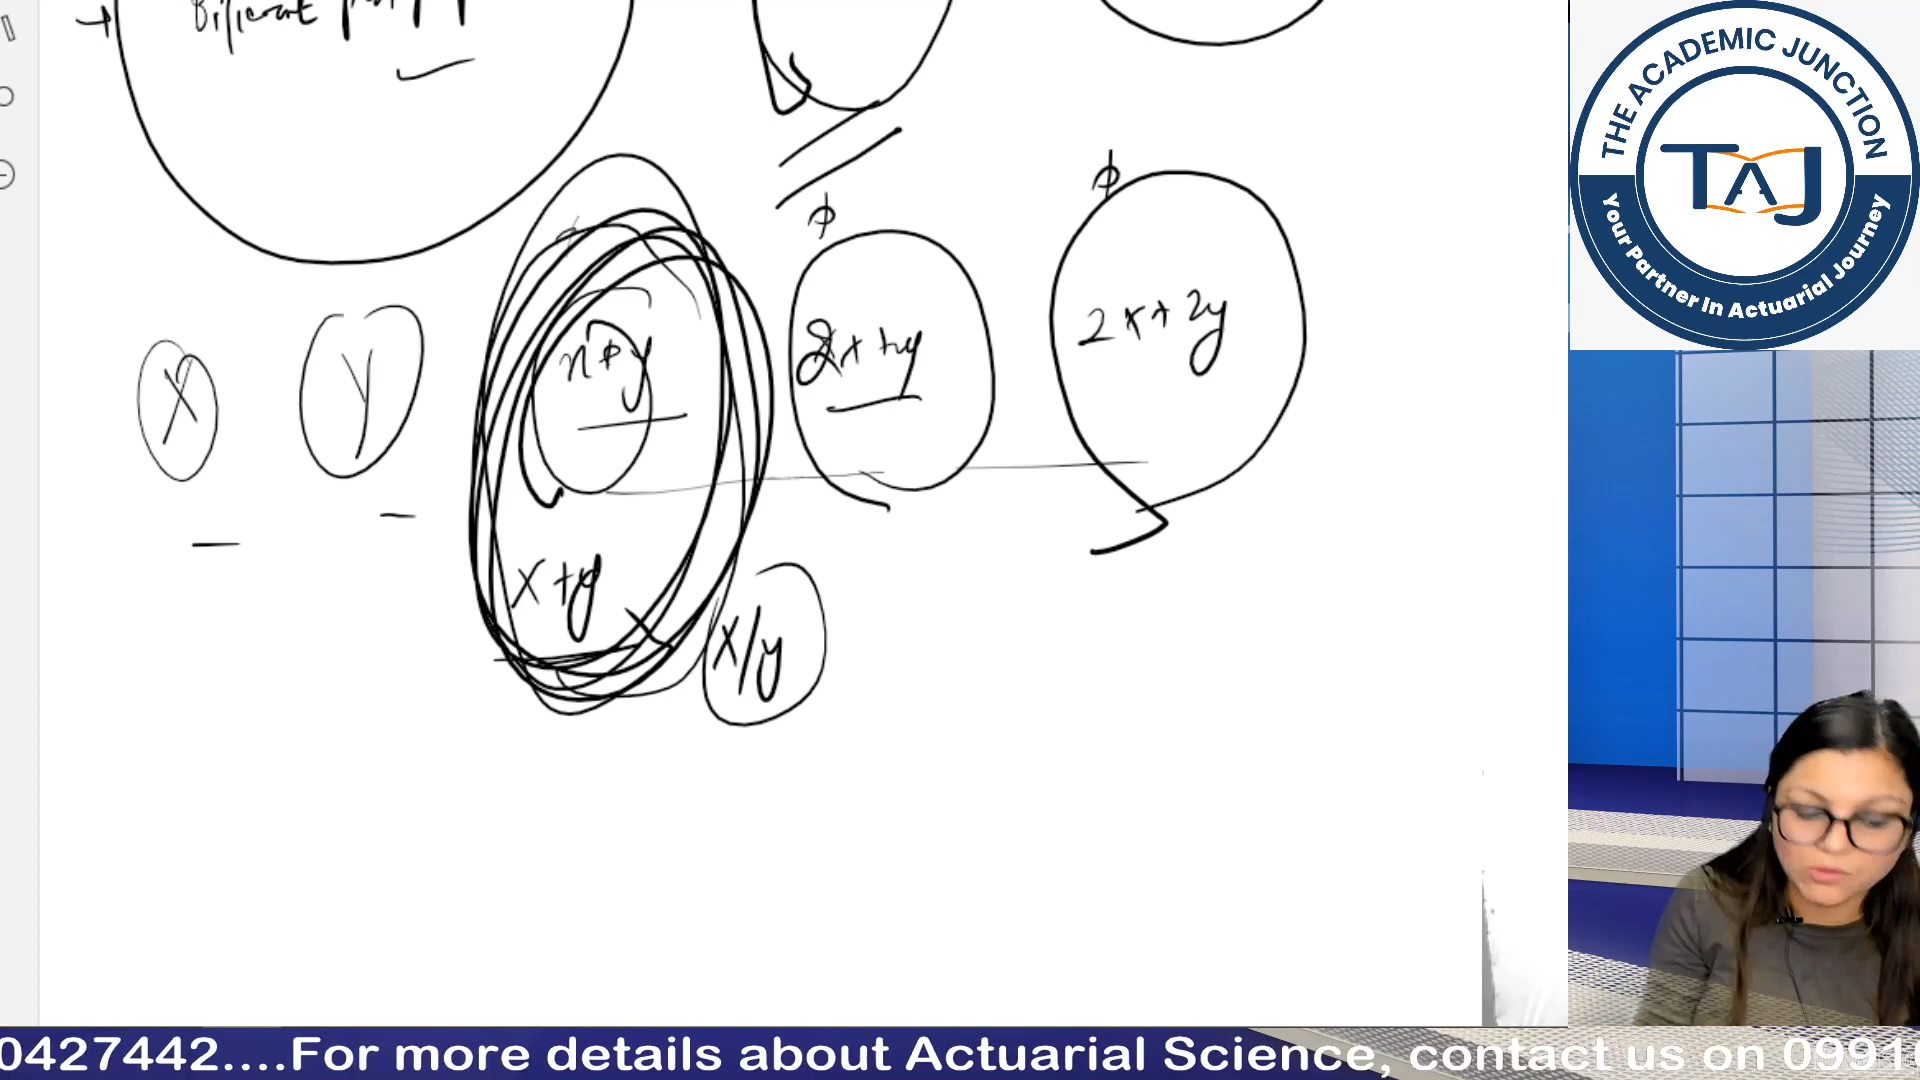 THE ACADEMIC JUNCTION
TAJ
Your Partner In Actuarial Journey
ϕ
ϕ
x
y
x+y
2x+y
2x+2y
x+y
x/y
0427442....For more details about Actuarial Science, contact us on 0991